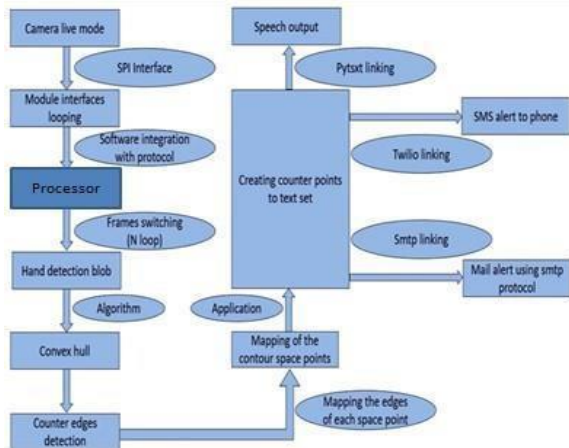 Camera live mode
SPI Interface
Module interfaces
looping
Software integration
with protocol
Processor
Frames switching
(N loop)
Hand detection blob
Algorithm
Convex hull
Counter edges
detection
Mapping the edges
of each space point
Mapping of the
contour space points
Application
Creating counter points
to text set
Pytsxt linking
Speech output
SMS alert to phone
Twilio linking
Smtp linking
Mail alert using smtp
protocol